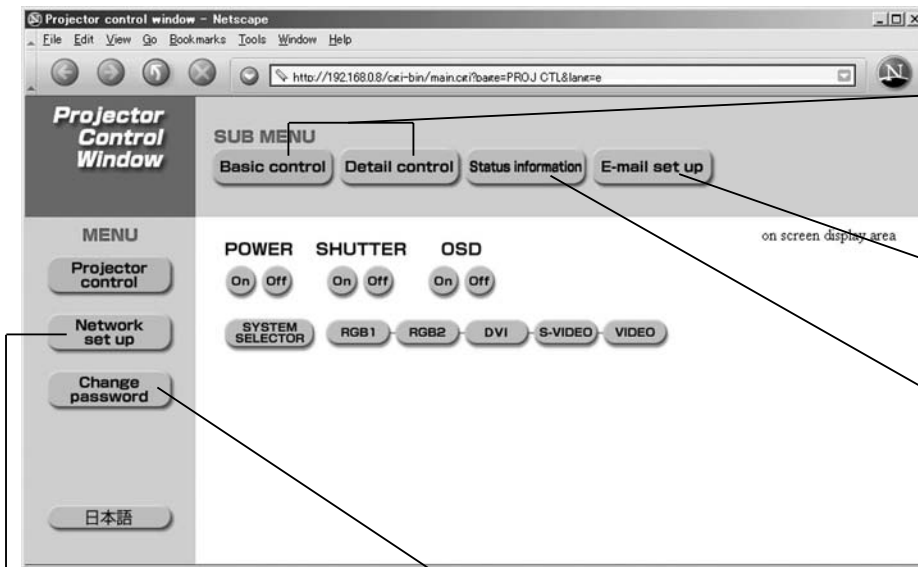 Projector control window - Netscape
File Edit View Go Bookmarks Tools Window Help
http://192.168.0.8/cgi-bin/main.cgi?page=PROJ CTL&lang=e
N
Projector
Control
Window
SUB MENU
Basic control Detail control Status information E-mail set up
MENU
Projector
control
Network
set up
Change
password
日本語
on screen display area
POWER SHUTTER OSD
On Off On Off On Off
SYSTEM
SELECTOR
RGB1 RGB2 DVI S-VIDEO VIDEO